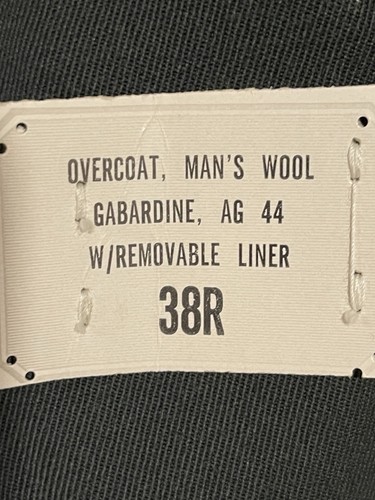 OVERCOAT, MAN'S WOOL
GABARDINE, AG 44
W/REMOVABLE LINER
38R